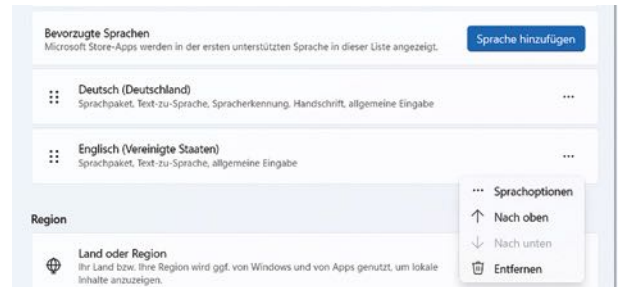 Bevorzugte Sprachen
Microsoft Store-Apps werden in der ersten unterstützten Sprache in dieser Liste angezeigt.
Sprache hinzufügen
Deutsch (Deutschland)
Sprachpaket, Text-zu-Sprache, Spracherkennung, Handschrift, allgemeine Eingabe
Englisch (Vereinigte Staaten)
Sprachpaket, Text-zu-Sprache, allgemeine Eingabe
Sprachoptionen
Nach oben
Nach unten
Entfernen
Region
Land oder Region
Ihr Land bzw. Ihre Region wird ggf. von Windows und von Apps genutzt, um lokale
Inhalte anzuzeigen.